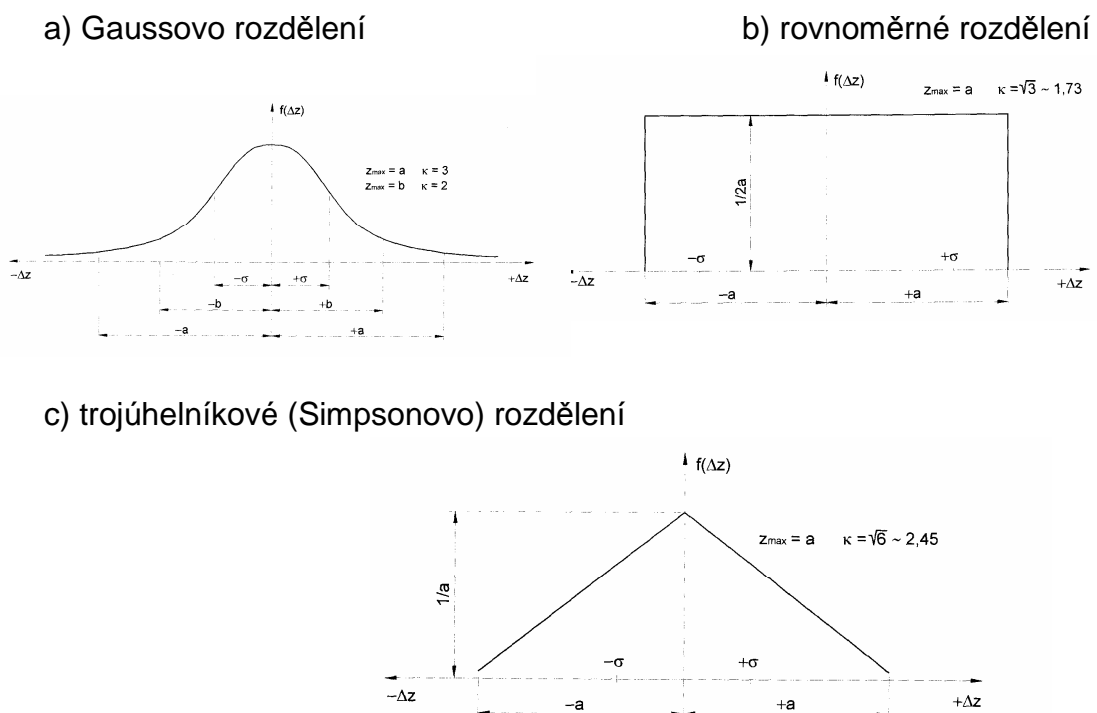 a) Gaussovo rozdělení
b) rovnoměrné rozdělení
f(Δz)
zmax = a κ = 3
zmax = b κ = 2
−Δz
+Δz
−σ
+σ
−b
+b
−a
+a
f(Δz)
zmax = a κ =√3 ~ 1,73
1/2a
−σ
+σ
−Δz
+Δz
−a
+a
c) trojúhelníkové (Simpsonovo) rozdělení
f(Δz)
zmax = a κ =√6 ~ 2,45
1/a
−σ
+σ
−Δz
+Δz
−a
+a